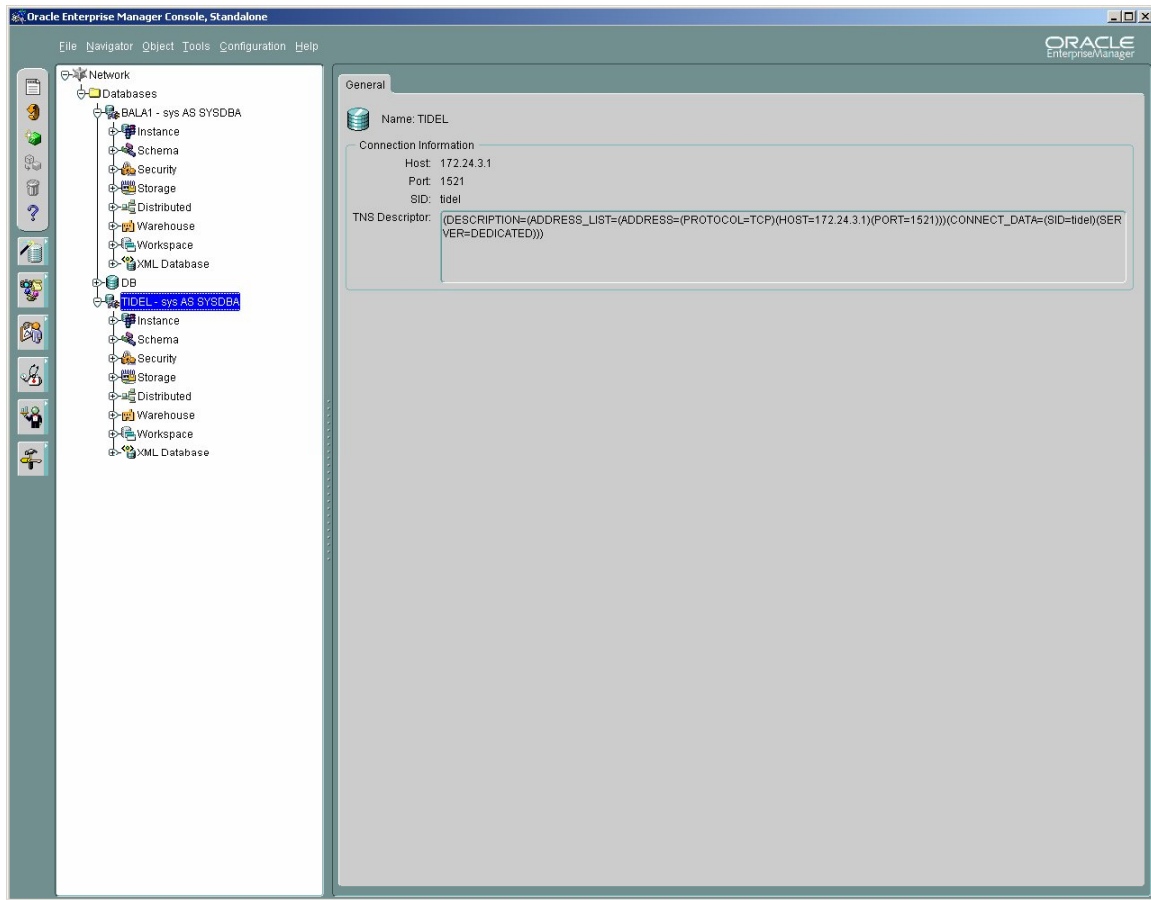 Oracle Enterprise Manager Console, Standalone
File Navigator Object Tools Configuration Help
ORACLE
EnterpriseManager
Network
Databases
BALA1 - sys AS SYSDBA
Instance
Schema
Security
Storage
Distributed
Warehouse
Workspace
XML Database
DB
TIDEL - sys AS SYSDBA
Instance
Schema
Security
Storage
Distributed
Warehouse
Workspace
XML Database
General
Name: TIDEL
Connection Information
Host: 172.24.3.1
Port: 1521
SID: tidel
TNS Descriptor: (DESCRIPTION=(ADDRESS_LIST=(ADDRESS=(PROTOCOL=TCP)(HOST=172.24.3.1)(PORT=1521)))(CONNECT_DATA=(SID=tidel)(SER
VER=DEDICATED)))